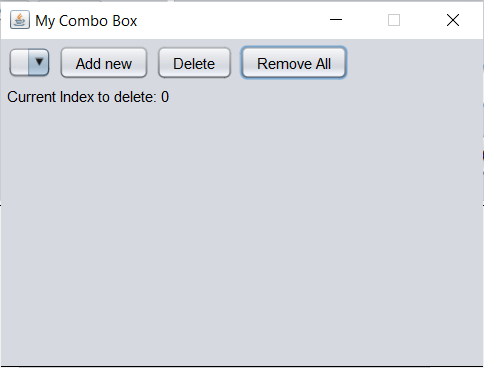 My Combo Box
Add new Delete Remove All
Current Index to delete: 0